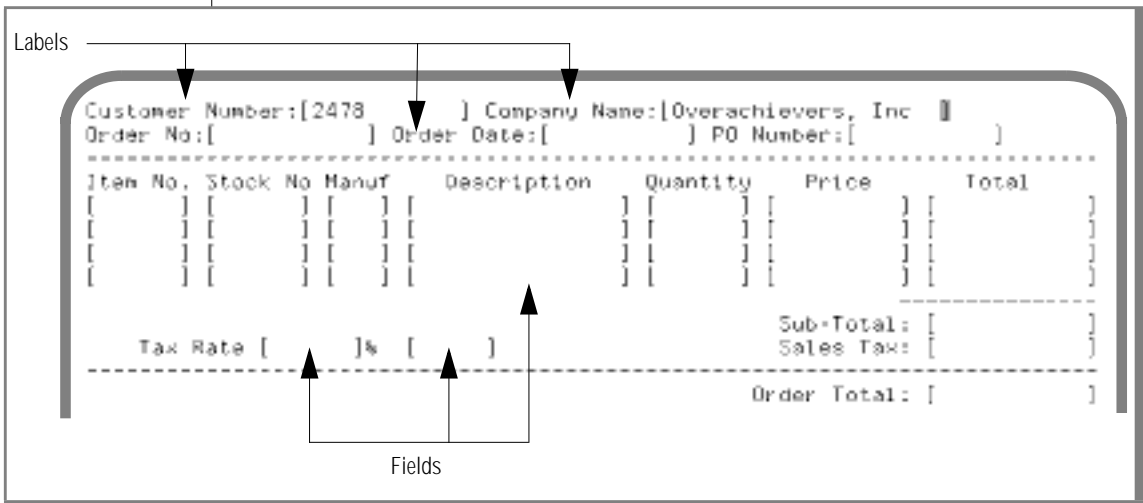 Labels
Customer Number:[2478 ] Company Name:[Overachievers, Inc ]
Order No:[ ] Order Date:[ ] PO Number:[ ]
Item No. Stock No Manuf Description Quantity Price Total
[ ] [ ] [ ] [ ] [ ] [ ] [ ]
[ ] [ ] [ ] [ ] [ ] [ ] [ ]
[ ] [ ] [ ] [ ] [ ] [ ] [ ]
[ ] [ ] [ ] [ ] [ ] [ ] [ ]
Sub-Total: [ ]
Tax Rate [ ]% [ ] Sales Tax: [ ]
Order Total: [ ]
Fields